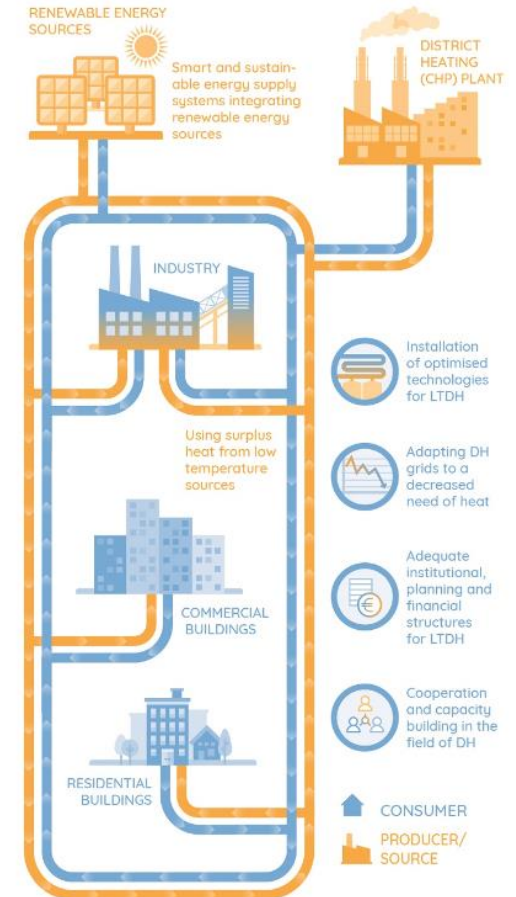 RENEWABLE ENERGY
SOURCES
Smart and sustain-
able energy supply
systems integrating
renewable energy
sources
DISTRICT
HEATING
(CHP) PLANT
INDUSTRY
Installation
of optimised
technologies
for LTDH
Using surplus
heat from low
temperature
sources
Adapting DH
grids to a
decreased
need of heat
COMMERCIAL
BUILDINGS
Adequate
institutional,
planning and
financial
structures
for LTDH
RESIDENTIAL
BUILDINGS
Cooperation
and capacity
building in the
field of DH
CONSUMER
PRODUCER/
SOURCE